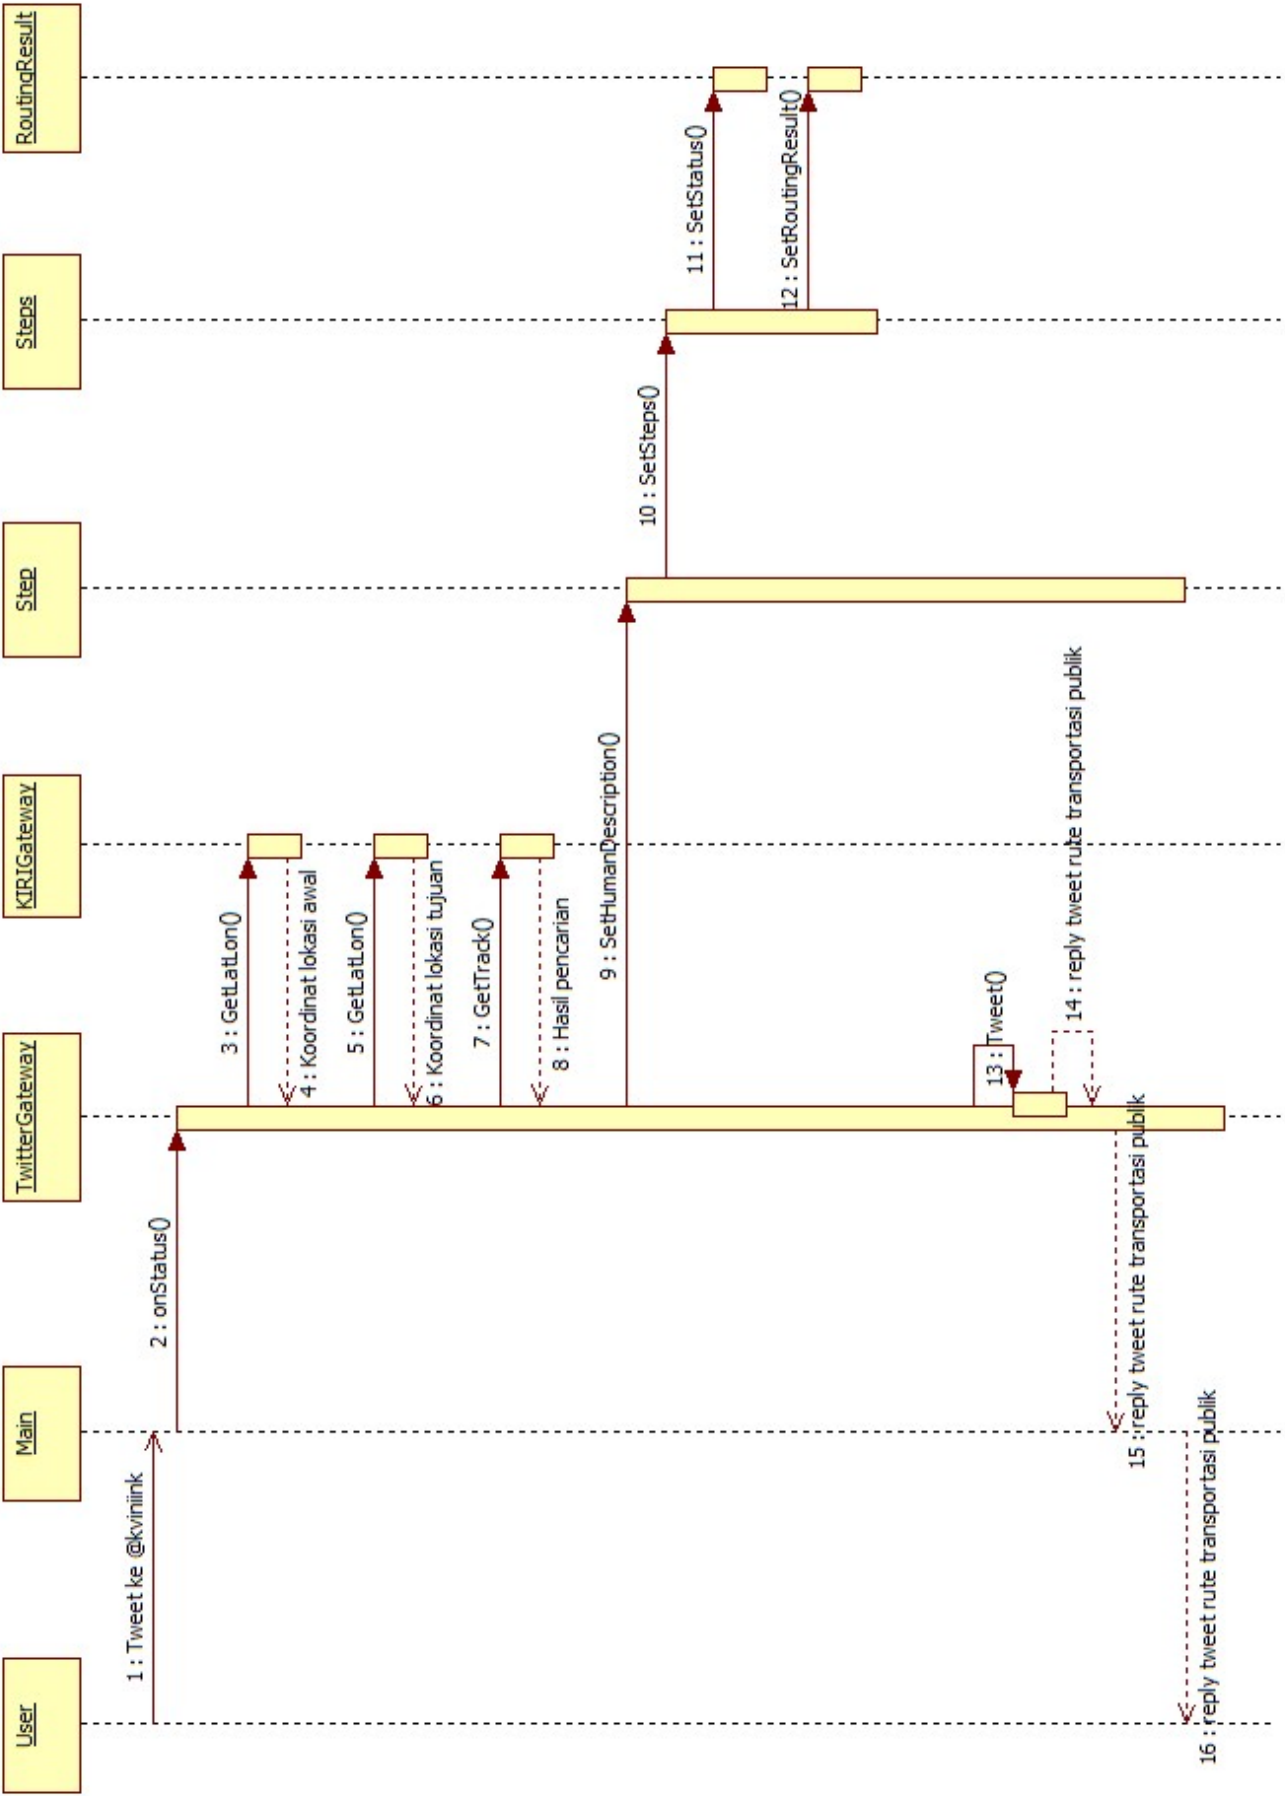 User
Main
TwitterGateway
KIRIGateway
Step
Steps
RoutingResult
1 : Tweet ke @kviniink
2 : onStatus()
3 : GetLatLon()
4 : Koordinat lokasi awal
5 : GetLatLon()
6 : Koordinat lokasi tujuan
7 : GetTrack()
8 : Hasil pencarian
9 : SetHumanDescription()
10 : SetSteps()
11 : SetStatus()
12 : SetRoutingResult()
13 : Tweet()
14 : reply tweet rute transportasi publik
15 : reply tweet rute transportasi publik
16 : reply tweet rute transportasi publik